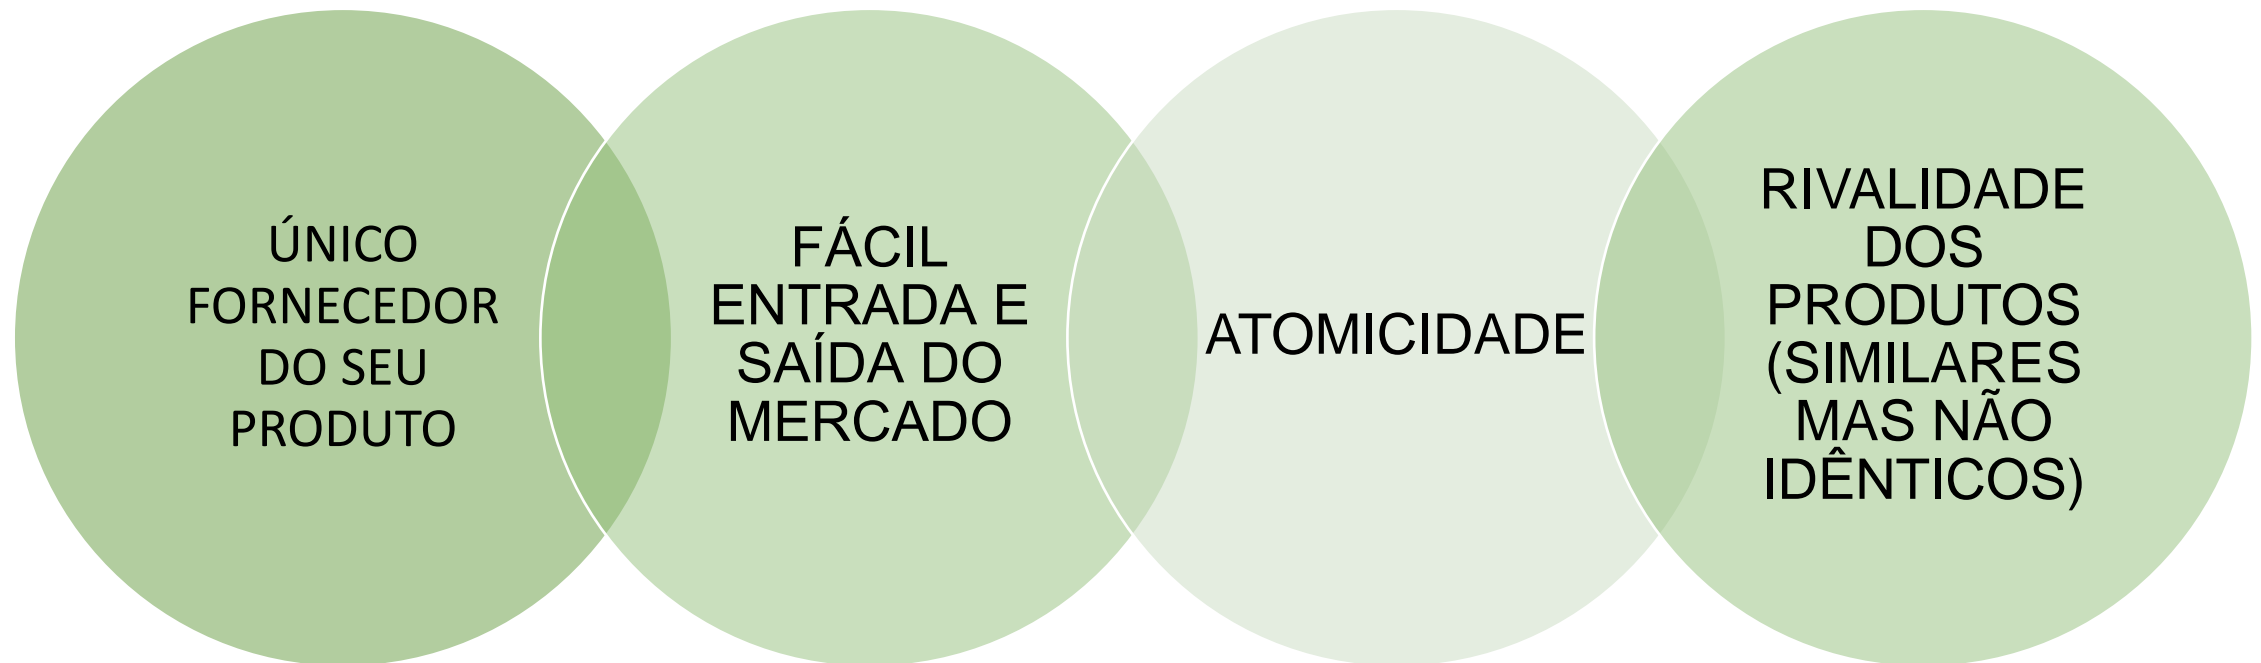 ÚNICO
FORNECEDOR
DO SEU
PRODUTO
FÁCIL
ENTRADA E
SAÍDA DO
MERCADO
ATOMICIDADE
RIVALIDADE
DOS
PRODUTOS
(SIMILARES
MAS NÃO
IDÊNTICOS)